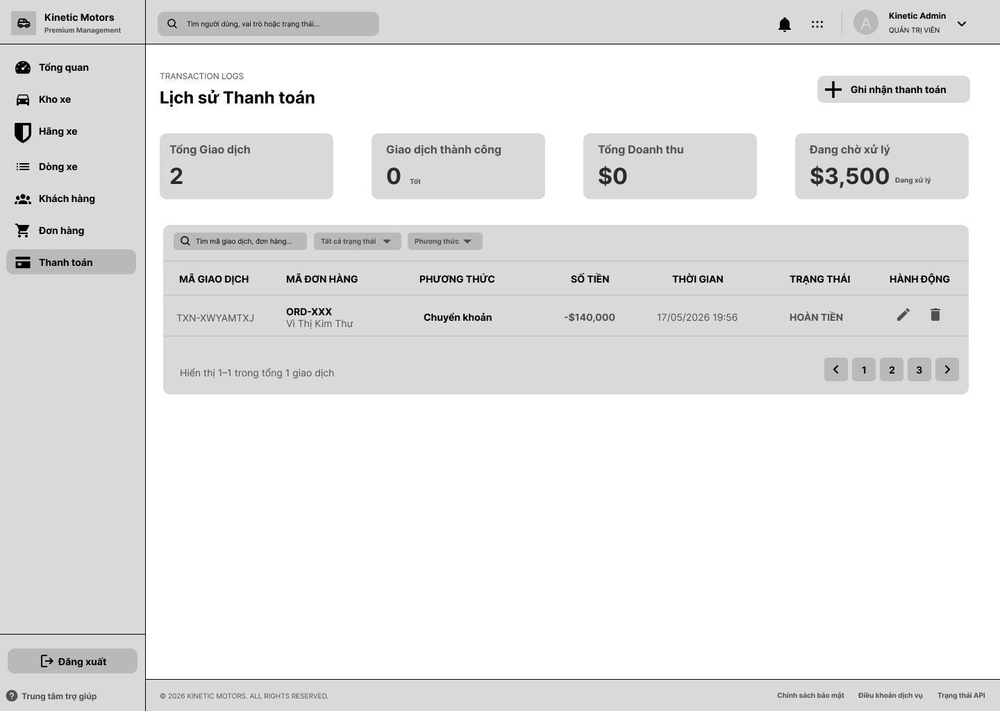 Kinetic Motors
Premium Management
Tìm người dùng, vai trò hoặc trạng thái...
A
Kinetic Admin
QUẢN TRỊ VIÊN
Tổng quan
Kho xe
Hãng xe
Dòng xe
Khách hàng
Đơn hàng
Thanh toán
Đăng xuất
Trung tâm trợ giúp
TRANSACTION LOGS
Lịch sử Thanh toán
Ghi nhận thanh toán
Tổng Giao dịch
2
Giao dịch thành công
0 Tốt
Tổng Doanh thu
$0
Đang chờ xử lý
$3,500 Đang xử lý
Tìm mã giao dịch, đơn hàng...
Tất cả trạng thái
Phương thức
MÃ GIAO DỊCH MÃ ĐƠN HÀNG PHƯƠNG THỨC SỐ TIỀN THỜI GIAN TRẠNG THÁI HÀNH ĐỘNG
TXN-XWYAMTXJ ORD-XXX Chuyển khoản -$140,000 17/05/2026 19:56 HOÀN TIỀN
Vì Thị Kim Thư
Hiển thị 1–1 trong tổng 1 giao dịch
1 2 3
© 2026 KINETIC MOTORS. ALL RIGHTS RESERVED.
Chính sách bảo mật Điều khoản dịch vụ Trạng thái API